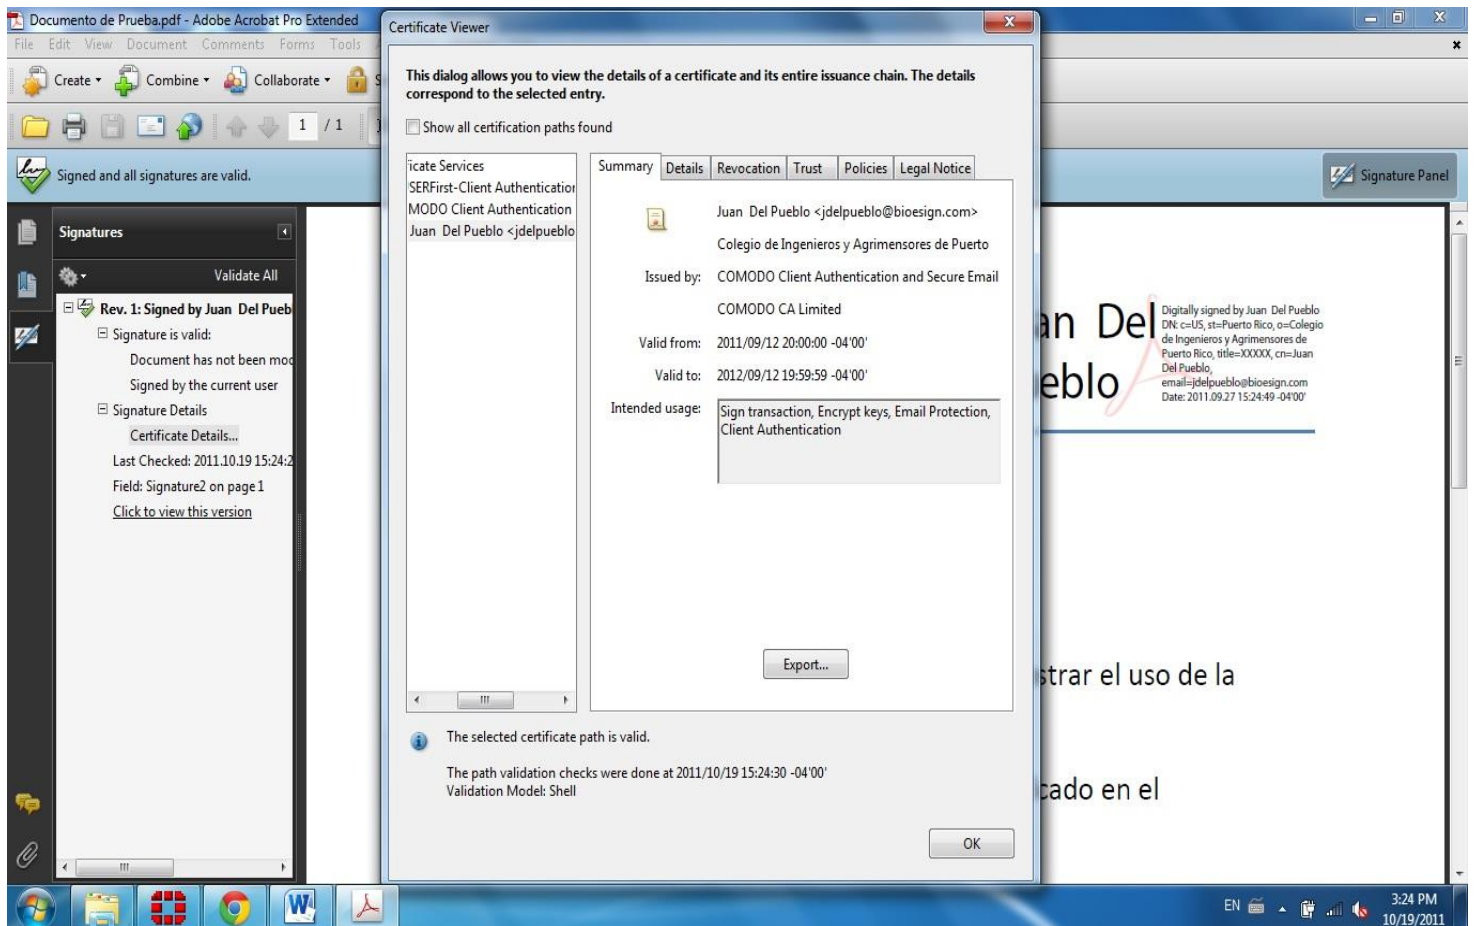 Documento de Prueba.pdf - Adobe Acrobat Pro Extended
File Edit View Document Comments Forms Tools
Create Combine Collaborate
1 / 1
Signed and all signatures are valid.
Signature Panel
Signatures
Validate All
Rev. 1: Signed by Juan Del Pueb
Signature is valid:
Document has not been mod
Signed by the current user
Signature Details
Certificate Details...
Last Checked: 2011.10.19 15:24:2
Field: Signature2 on page 1
Click to view this version
Certificate Viewer
This dialog allows you to view the details of a certificate and its entire issuance chain. The details
correspond to the selected entry.
Show all certification paths found
icate Services
SERFirst-Client Authentication
MODO Client Authentication
Juan Del Pueblo <jdelpueblo
Summary Details Revocation Trust Policies Legal Notice
Juan Del Pueblo <jdelpueblo@bioesign.com>
Colegio de Ingenieros y Agrimensores de Puerto
Issued by: COMODO Client Authentication and Secure Email
COMODO CA Limited
Valid from: 2011/09/12 20:00:00 -04'00'
Valid to: 2012/09/12 19:59:59 -04'00'
Intended usage: Sign transaction, Encrypt keys, Email Protection,
Client Authentication
Export...
The selected certificate path is valid.
The path validation checks were done at 2011/10/19 15:24:30 -04'00'
Validation Model: Shell
OK
an Del
eblo
Digitally signed by Juan Del Pueblo
DN: c=US, st=Puerto Rico, o=Colegio
de Ingenieros y Agrimensores de
Puerto Rico, title=XXXXX, cn=Juan
Del Pueblo,
email=jdelpueblo@bioesign.com
Date: 2011.09.27 15:24:49 -04'00'
strar el uso de la
cado en el
EN
3:24 PM
10/19/2011